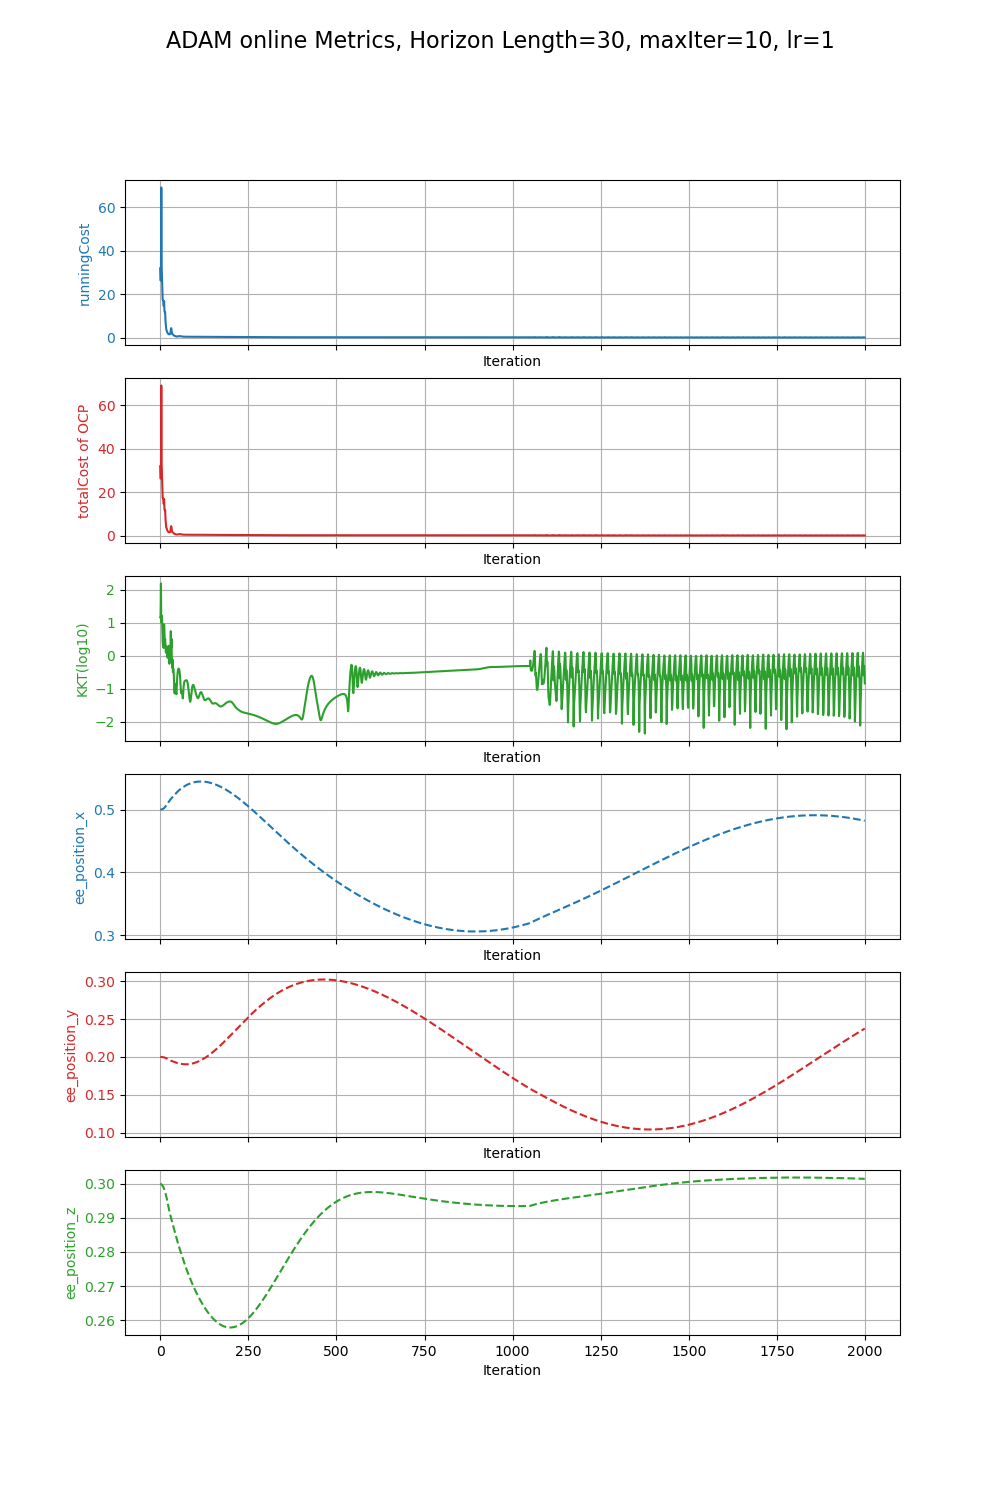 ADAM online Metrics, Horizon Length=30, maxIter=10, lr=1
runningCost
60
40
20
0
Iteration
totalCost of OCP
60
40
20
0
Iteration
KKT(log10)
2
1
0
−1
−2
Iteration
ee_position_x
0.5
0.4
0.3
Iteration
ee_position_y
0.30
0.25
0.20
0.15
0.10
Iteration
ee_position_z
0.30
0.29
0.28
0.27
0.26
0 250 500 750 1000 1250 1500 1750 2000
Iteration